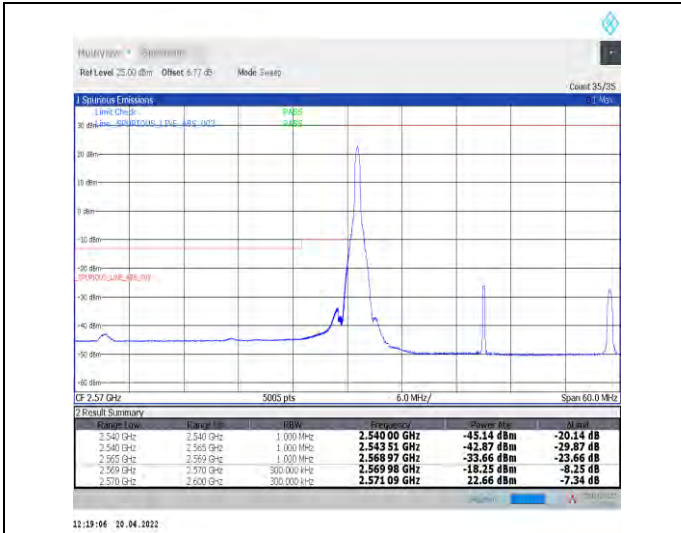 MultiView Spectrum
Ref Level 25.00 dBm Offset 6.77 dB Mode Sweep
Count 35/35
1 Spurious Emissions
Limit Check PASS
30 dBm Line _SPURIOUS_LINE_ABS_002 PASS
20 dBm
10 dBm
0 dBm
-10 dBm
-20 dBm
_SPURIOUS_LINE_ABS_002
-30 dBm
-40 dBm
-50 dBm
-60 dBm
CF 2.57 GHz 5005 pts 6.0 MHz/ Span 60.0 MHz
2 Result Summary
Range Low Range Up RBW Frequency Power Abs ΔLimit
2.540 GHz 2.540 GHz 1.000 MHz 2.540 00 GHz -45.14 dBm -20.14 dB
2.540 GHz 2.565 GHz 1.000 MHz 2.543 51 GHz -42.87 dBm -29.87 dB
2.565 GHz 2.569 GHz 1.000 MHz 2.568 97 GHz -33.66 dBm -23.66 dB
2.569 GHz 2.570 GHz 300.000 kHz 2.569 98 GHz -18.25 dBm -8.25 dB
2.570 GHz 2.600 GHz 300.000 kHz 2.571 09 GHz 22.66 dBm -7.34 dB
12:19:06 20.04.2022